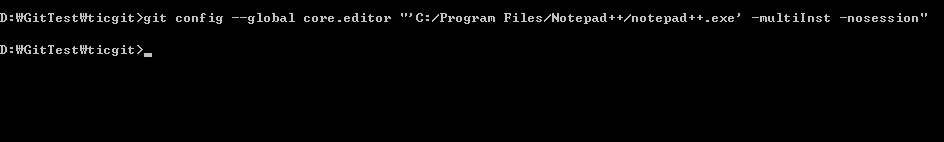 D:₩GitTest₩ticgit>git config --global core.editor "'C:/Program Files/Notepad++/notepad++.exe' -multiInst -nosession"
D:₩GitTest₩ticgit>_